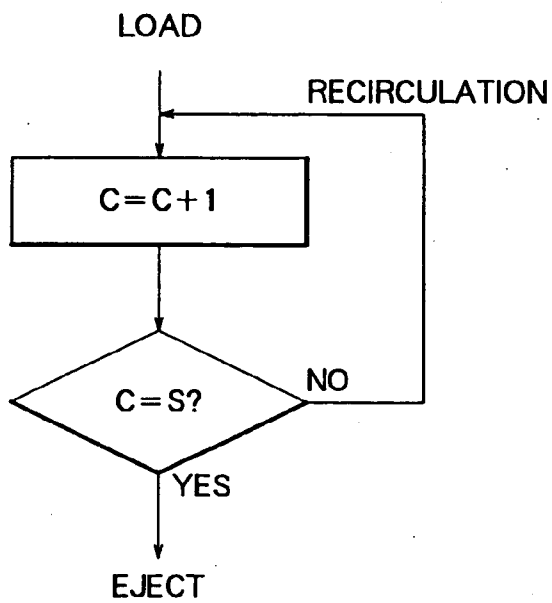 LOAD
RECIRCULATION
C=C+1
C=S?
NO
YES
EJECT